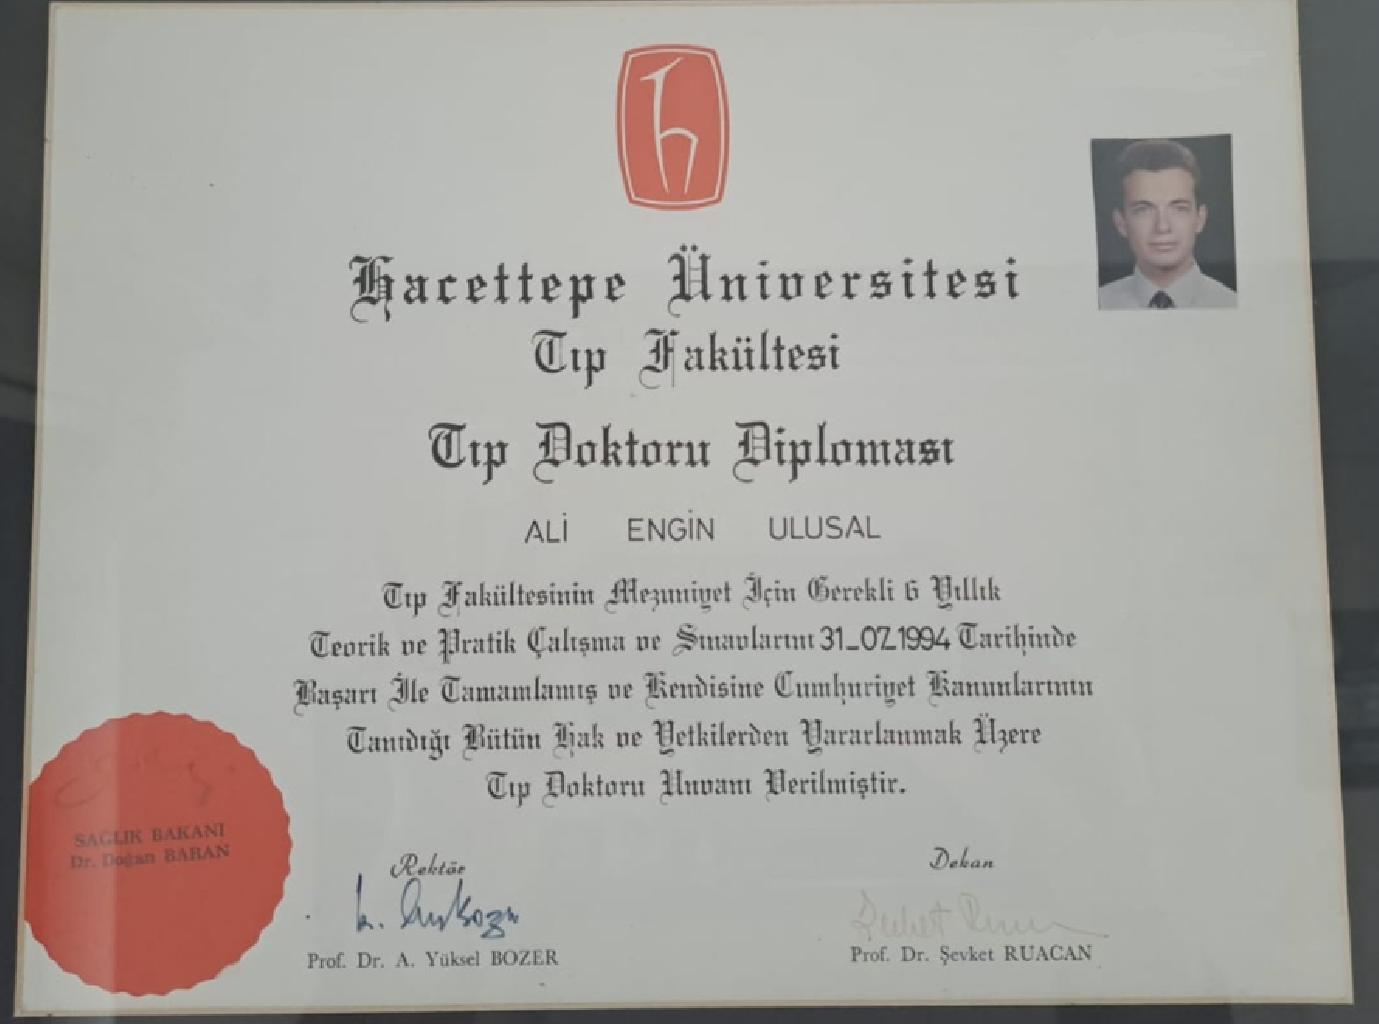 Hacettepe Üniversitesi
Tıp Fakültesi
Tıp Doktoru Diploması
ALİ ENGİN ULUSAL
Tıp Fakültesinin Mezuniyet İçin Gerekli 6 Yıllık
Teorik ve Pratik Çalışma ve Sınavlarını 31_07.1994 Tarihinde
Başarı İle Tamamlamış ve Kendisine Cumhuriyet Kanunlarının
Tanıdığı Bütün Hak ve Yetkilerden Yararlanmak Üzere
Tıp Doktoru Unvanı Verilmiştir.
SAĞLIK BAKANI
Dr. Doğan BARAN
Rektör
Prof. Dr. A. Yüksel BOZER
Dekan
Prof. Dr. Şevket RUACAN